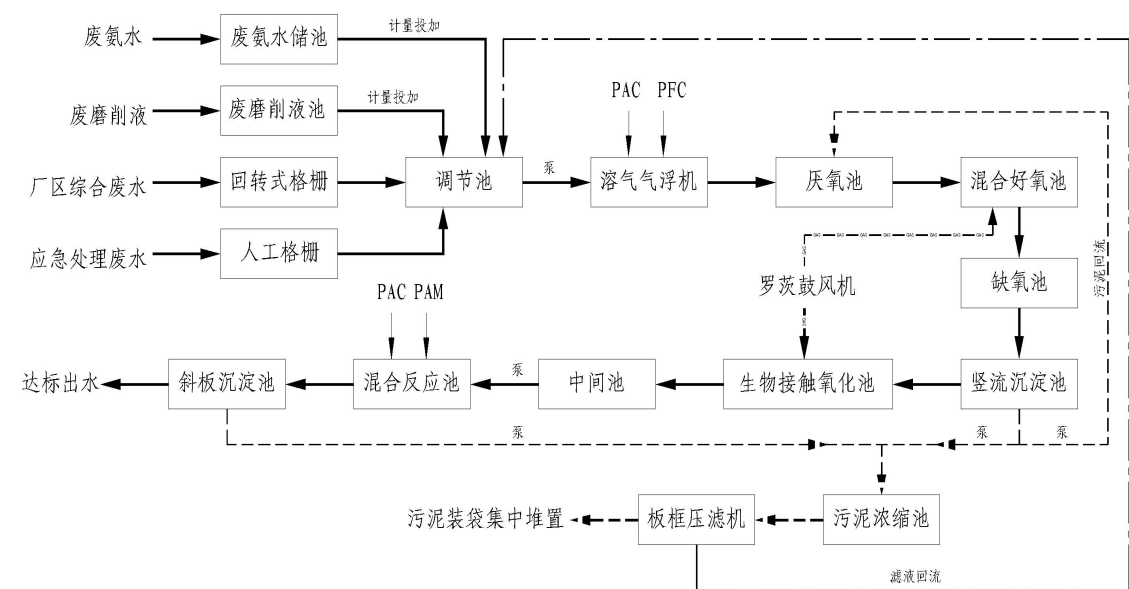 废氨水
废氨水储池
计量投加
废磨削液
废磨削液池
计量投加
PAC
PFC
厂区综合废水
回转式格栅
调节池
泵
溶气气浮机
厌氧池
混合好氧池
应急处理废水
人工格栅
GAS GAS GAS GAS GAS GAS GAS
污泥回流
PAC PAM
罗茨鼓风机
缺氧池
达标出水
斜板沉淀池
混合反应池
泵
中间池
生物接触氧化池
竖流沉淀池
泵
泵
泵
污泥装袋集中堆置
板框压滤机
污泥浓缩池
滤液回流